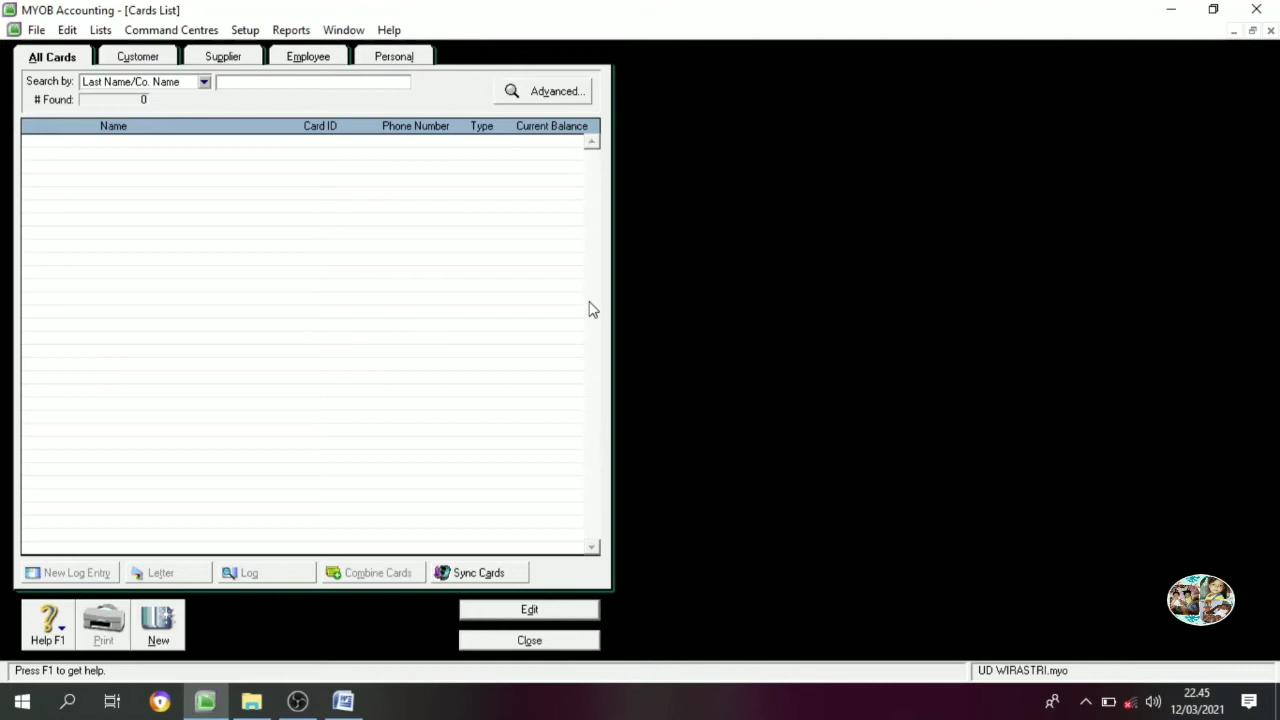 MYOB Accounting - [Cards List]
File Edit Lists Command Centres Setup Reports Window Help
All Cards Customer Supplier Employee Personal
Search by: Last Name/Co. Name
Advanced...
# Found: 0
Name Card ID Phone Number Type Current Balance
New Log Entry Letter Log Combine Cards Sync Cards
Edit
Help F1 Print New
Close
Press F1 to get help. UD WIRASTRI.myo
22.45
12/03/2021